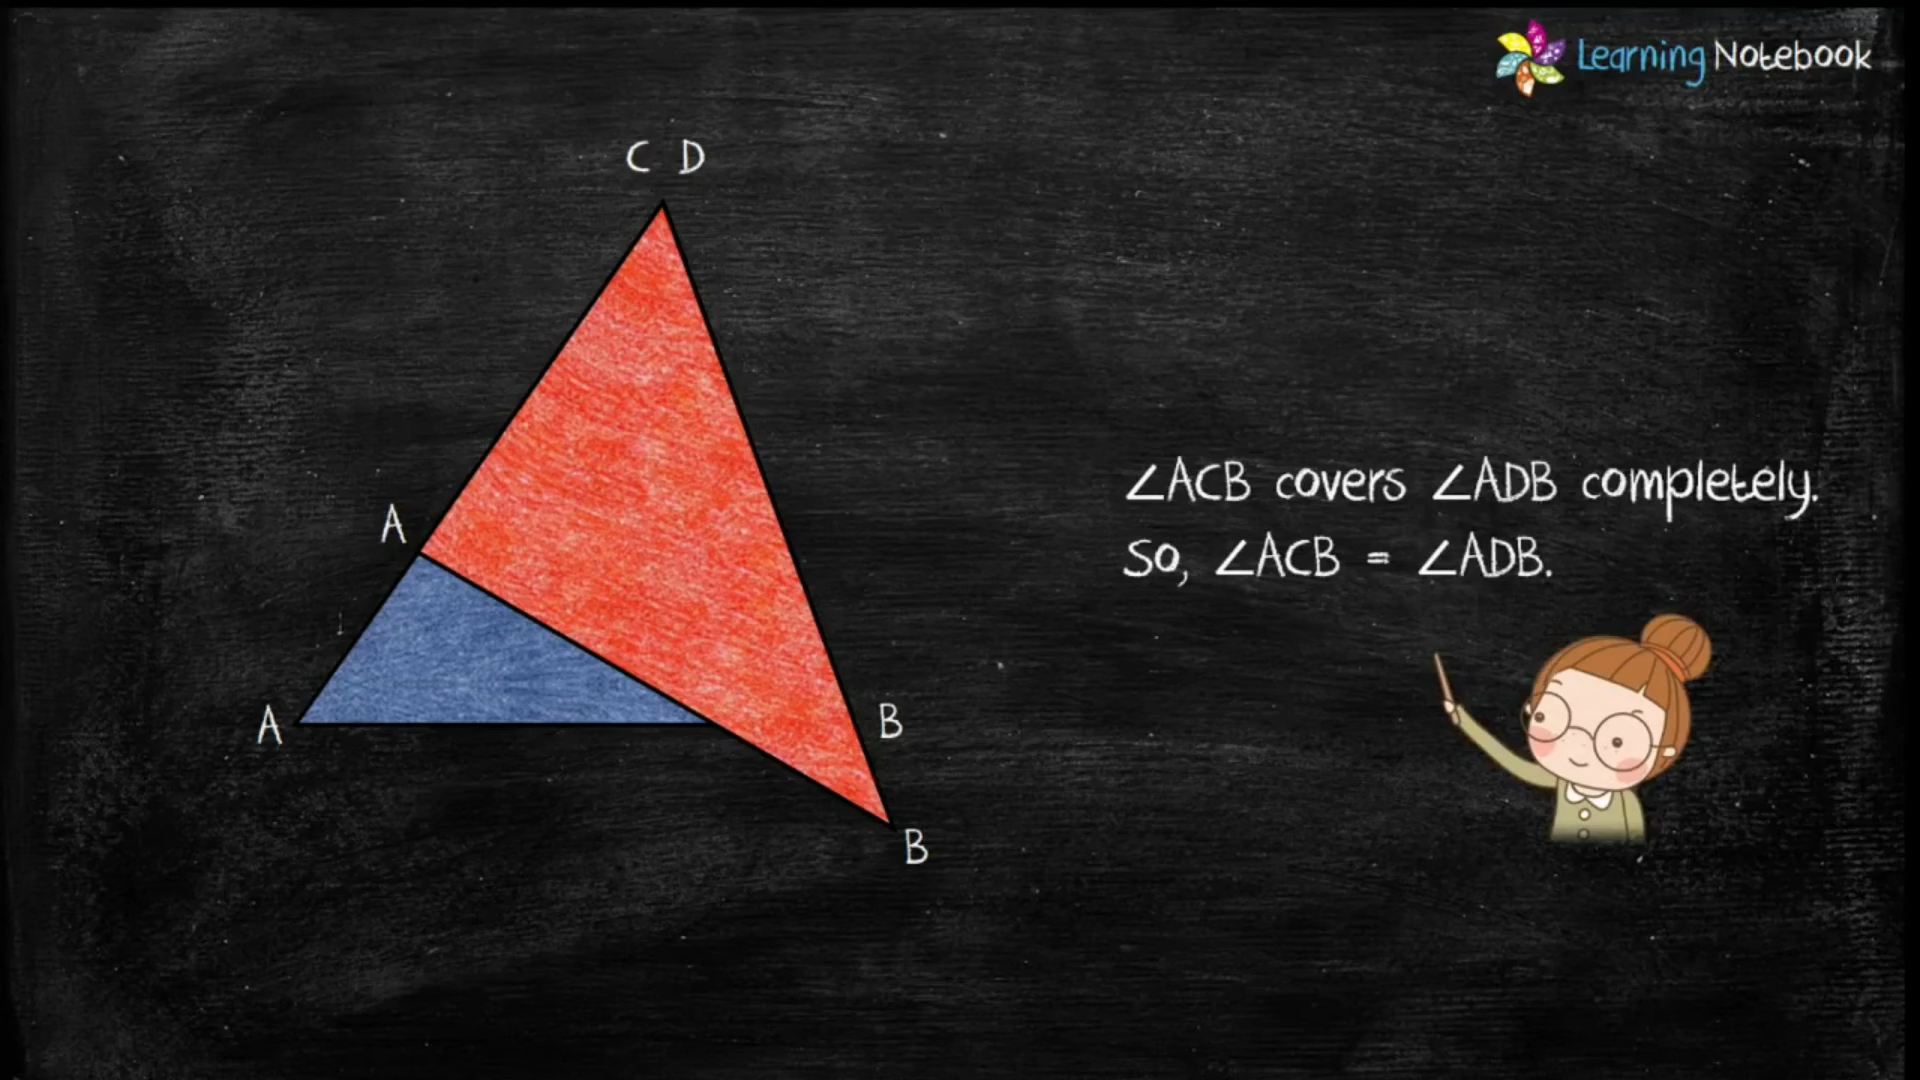 Learning Notebook
C D
A
A
B
B
∠ACB covers ∠ADB completely.
So, ∠ACB = ∠ADB.